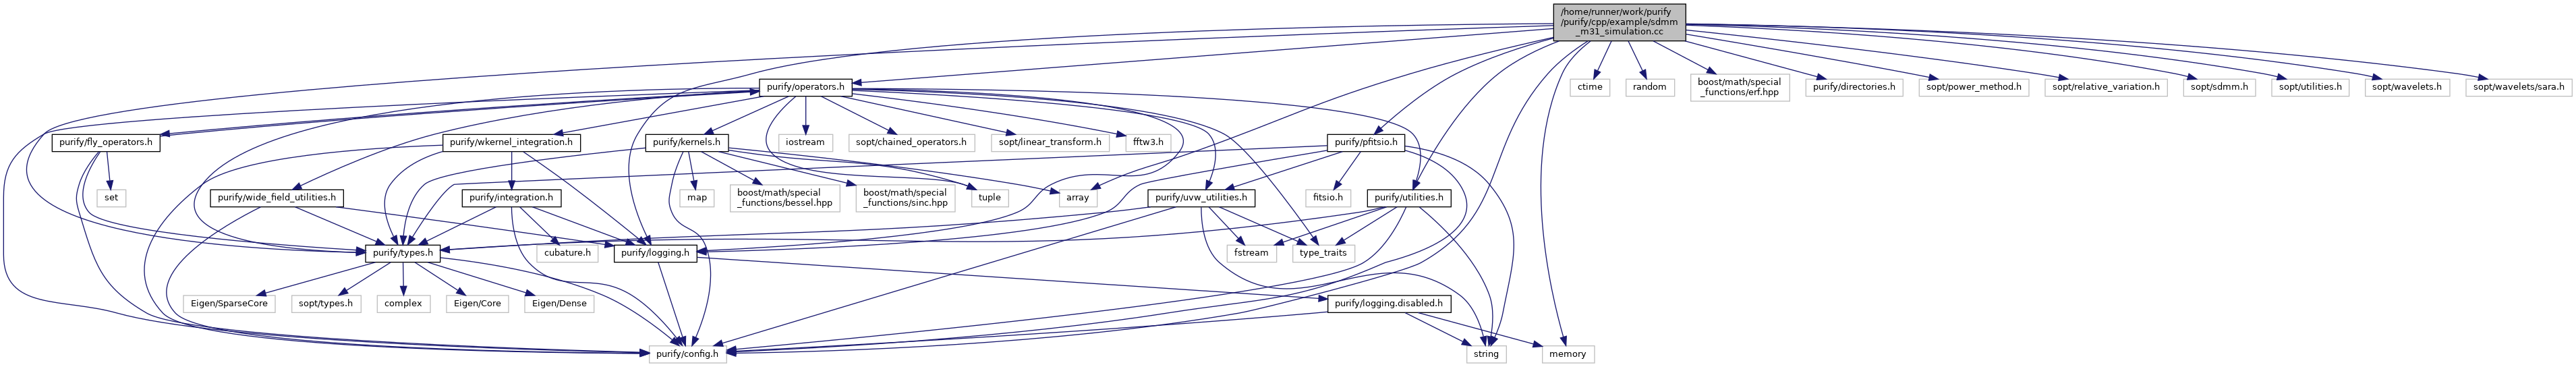 /home/runner/work/purify
/purify/cpp/example/sdmm
_m31_simulation.cc
purify/operators.h
ctime
random
boost/math/special
_functions/erf.hpp
purify/directories.h
sopt/power_method.h
sopt/relative_variation.h
sopt/sdmm.h
sopt/utilities.h
sopt/wavelets.h
sopt/wavelets/sara.h
purify/fly_operators.h
purify/wkernel_integration.h
purify/kernels.h
iostream
sopt/chained_operators.h
sopt/linear_transform.h
fftw3.h
purify/pfitsio.h
set
purify/wide_field_utilities.h
purify/integration.h
map
boost/math/special
_functions/bessel.hpp
boost/math/special
_functions/sinc.hpp
tuple
array
purify/uvw_utilities.h
fitsio.h
purify/utilities.h
purify/types.h
cubature.h
purify/logging.h
fstream
type_traits
Eigen/SparseCore
sopt/types.h
complex
Eigen/Core
Eigen/Dense
purify/logging.disabled.h
purify/config.h
string
memory